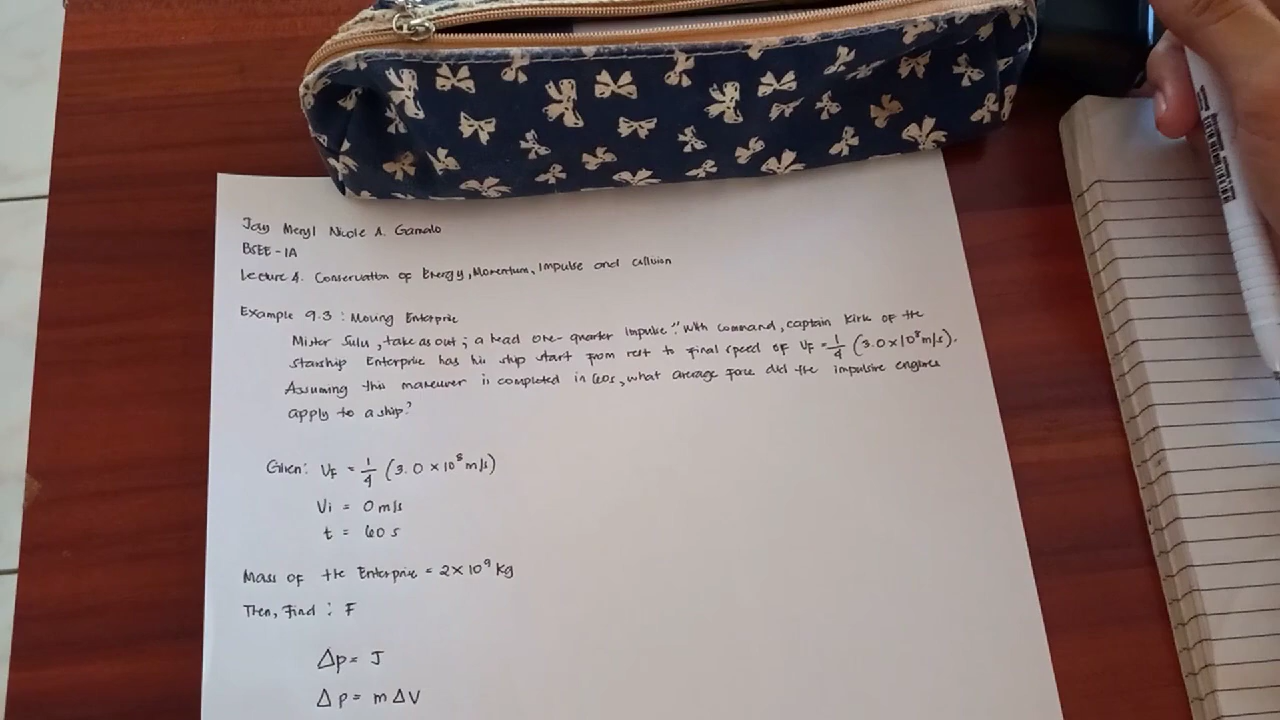 Jay Meryl Nicole A. Gamalo
BSEE - 1A
Lecture 4. Conservation of Energy, Momentum, Impulse and collision
Example 9.3 : Moving Enterprise
Mister Sulu, take as out ; a head one-quarter impulse". With command, captain Kirk of the
Starship Enterprise has his ship start from rest to final speed of VF = 1/4 (3.0 x 10⁸ m/s).
Assuming this maneuver is completed in 60s, what average force did the impulsive engines
apply to a ship?
Given: VF = 1/4 (3.0 x 10⁸ m/s)
Vi = 0 m/s
t = 60 s
Mass of the Enterprise = 2 x 10⁹ kg
Then, Find : F
Δp = J
Δp = m ΔV